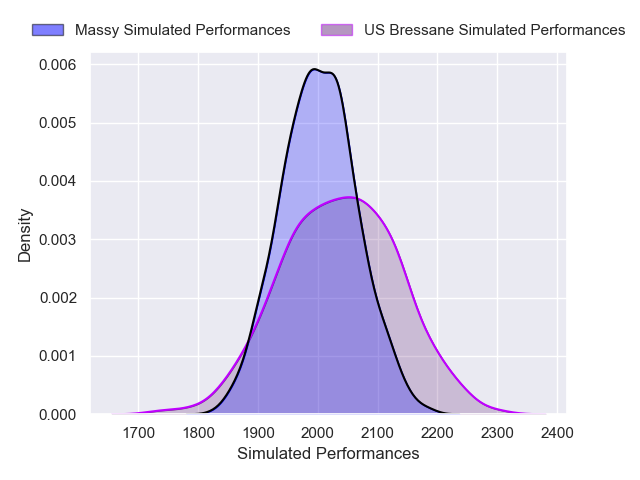 Massy Simulated Performances US Bressane Simulated Performances
0.006
0.005
0.004
0.003
0.002
0.001
0.000
Density
1700 1800 1900 2000 2100 2200 2300 2400
Simulated Performances